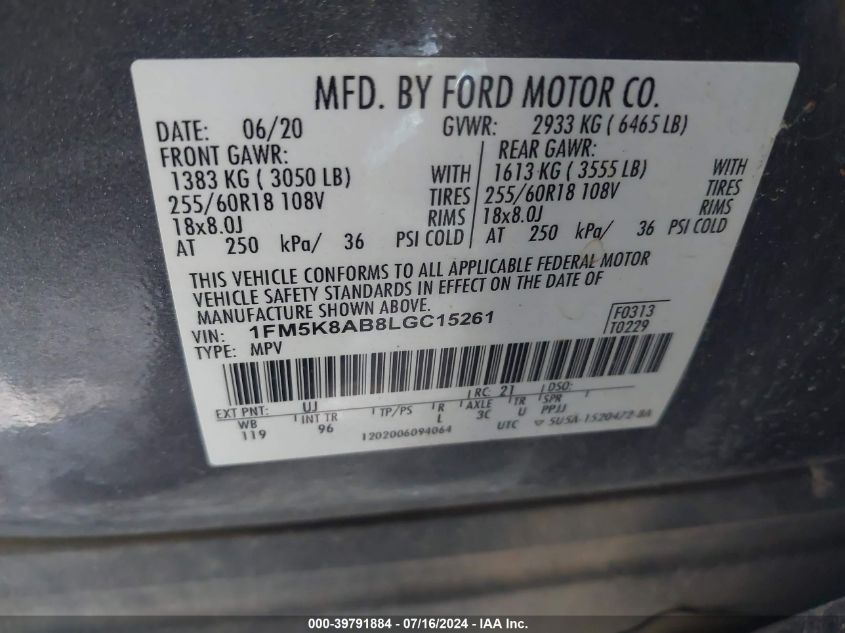 MFD. BY FORD MOTOR CO.
DATE: 06/20 GVWR: 2933 KG ( 6465 LB)
FRONT GAWR: REAR GAWR:
1383 KG ( 3050 LB) WITH 1613 KG ( 3555 LB) WITH
255/60R18 108V TIRES 255/60R18 108V TIRES
18x8.0J RIMS 18x8.0J RIMS
AT 250 kPa/ 36 PSI COLD AT 250 kPa/ 36 PSI COLD
THIS VEHICLE CONFORMS TO ALL APPLICABLE FEDERAL MOTOR
VEHICLE SAFETY STANDARDS IN EFFECT ON THE DATE OF
MANUFACTURE SHOWN ABOVE.
VIN: 1FM5K8AB8LGC15261 F0313
TYPE: MPV T0229
EXT PNT: UJ RC: 21 DSO:
WB INT TR TP/PS R AXLE TR SPR
119 96 L 3C U PPJJ
1202006094064 UTC 5U5A-1520472-BA
000-39791884 / 07/16/2024 - IAA Inc.